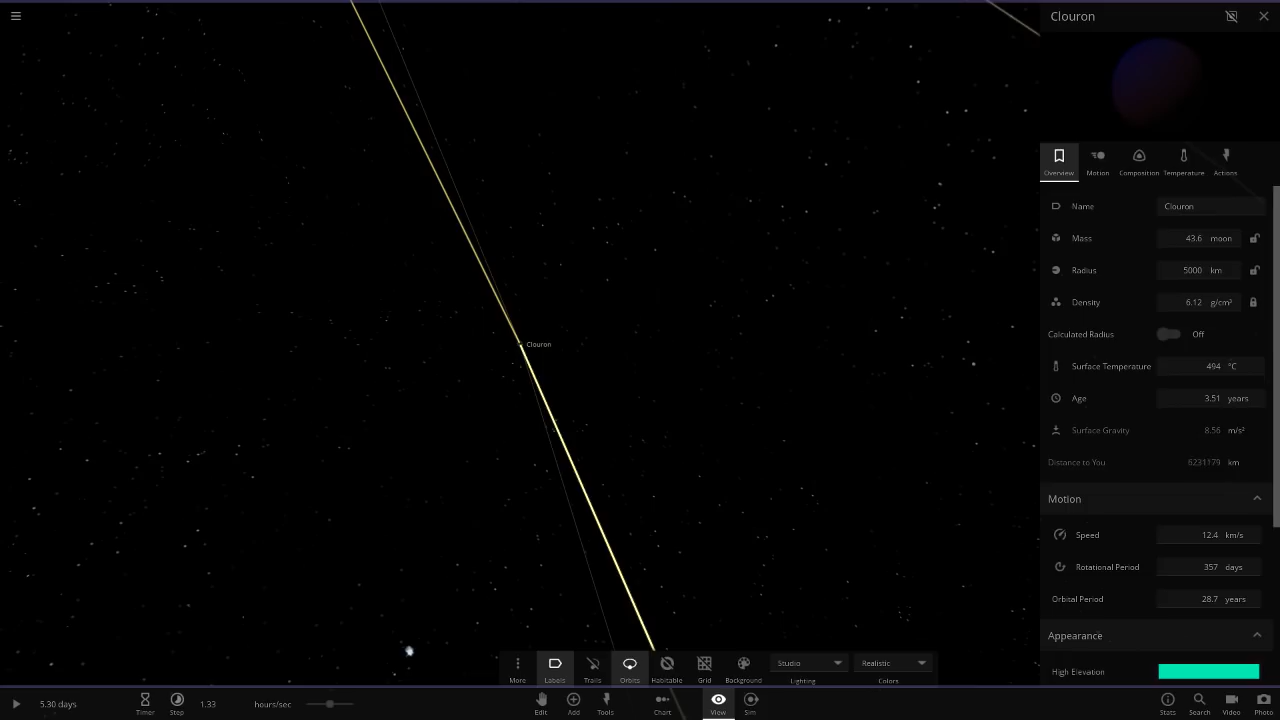 Clouron
Overview
Motion
Composition
Temperature
Actions
Name
Clouron
Mass
43.6 moon
Radius
5000 km
Density
6.12 g/cm³
Calculated Radius
Off
Surface Temperature
494 °C
Age
3.51 years
Surface Gravity
8.56 m/s²
Distance to You
6231179 km
Motion
Speed
12.4 km/s
Rotational Period
357 days
Orbital Period
28.7 years
Appearance
High Elevation
Clouron
More
Labels
Trails
Orbits
Habitable
Grid
Background
Studio
Lighting
Realistic
Colors
5.30 days
Timer
Step
1.33 hours/sec
Edit
Add
Tools
Chart
View
Sim
Stats
Search
Video
Photo